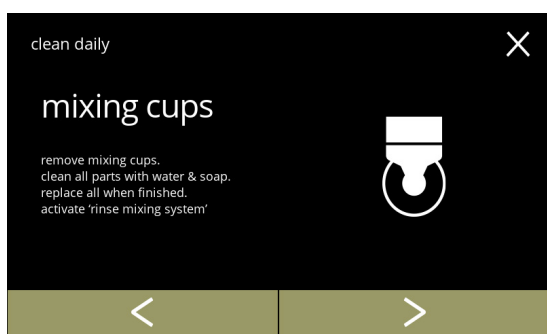 clean daily
mixing cups
remove mixing cups.
clean all parts with water & soap.
replace all when finished.
activate ‘rinse mixing system’